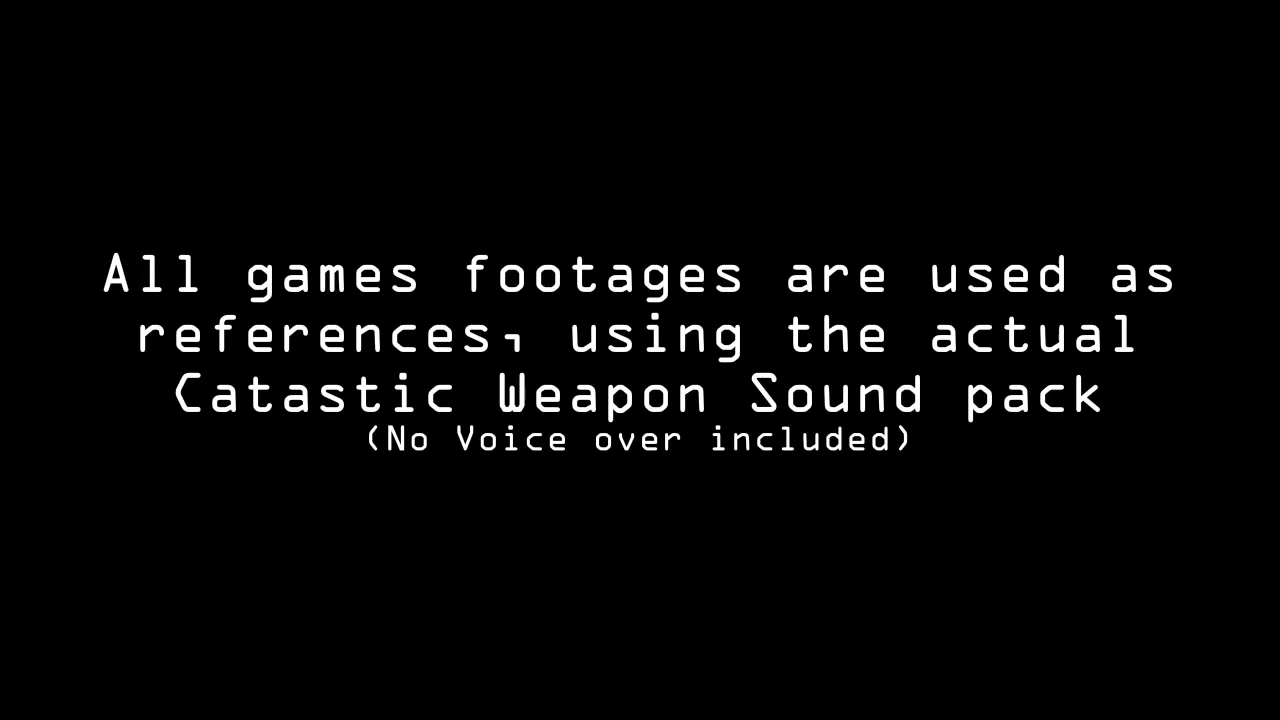 All games footages are used as
references, using the actual
Catastic Weapon Sound pack
(No Voice over included)